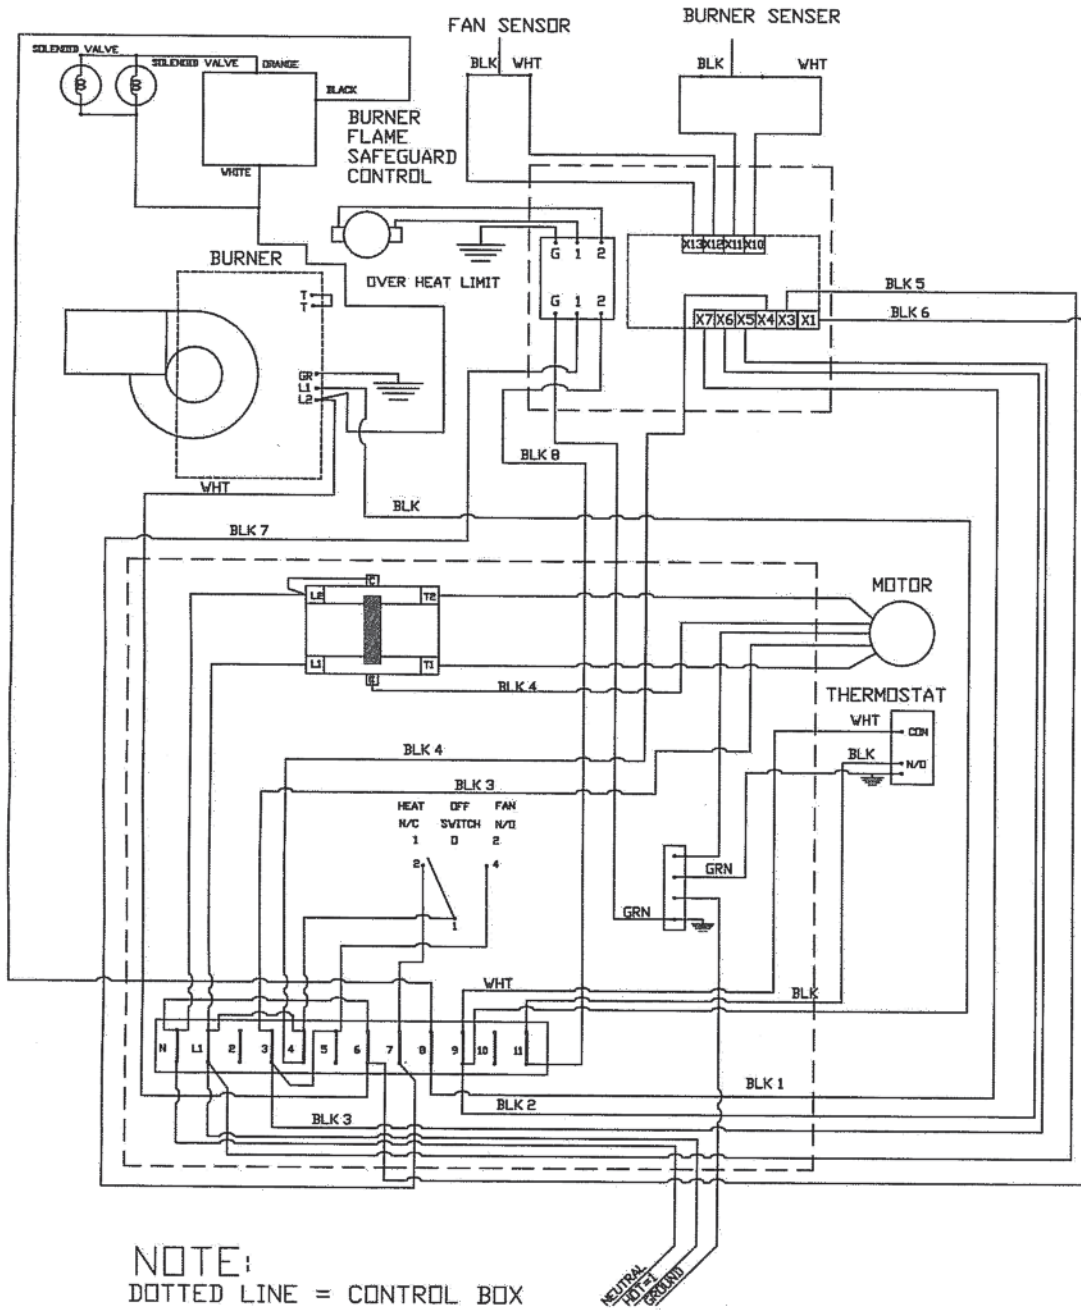 FAN SENSOR
BURNER SENSER
SOLENOID VALVE
SOLENOID VALVE
ORANGE
BLACK
WHITE
BURNER
FLAME
SAFEGUARD
CONTROL
BLK WHT
BLK WHT
X13 X12 X11 X10
G 1 2
G 1 2
OVER HEAT LIMIT
X7 X6 X5 X4 X3 X1
BLK 5
BLK 6
BURNER
T
T
GR
L1
L2
WHT
BLK 8
BLK
BLK 7
C
L2 T2
L1 T1
C
MOTOR
BLK 4
THERMOSTAT
WHT
CON
BLK
N/O
BLK 4
BLK 3
HEAT OFF FAN
N/C SWITCH N/O
1 0 2
2 4
1
GRN
GRN
WHT
BLK
N L1 2 3 4 5 6 7 8 9 10 11
BLK 1
BLK 2
BLK 3
NEUTRAL
HOT-1
GROUND
NOTE:
DOTTED LINE = CONTROL BOX